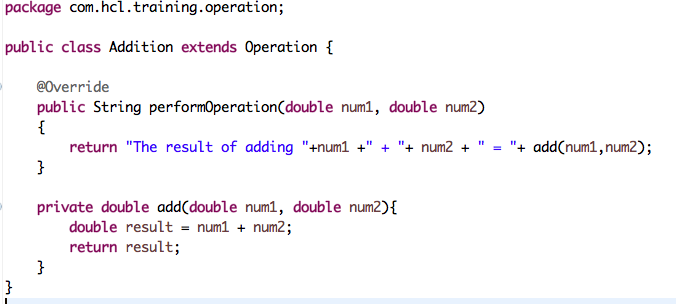 package com.hcl.training.operation;
public class Addition extends Operation {
@Override
public String performOperation(double num1, double num2)
{
return "The result of adding "+num1 +" + "+ num2 + " = "+ add(num1,num2);
}
private double add(double num1, double num2){
double result = num1 + num2;
return result;
}
}